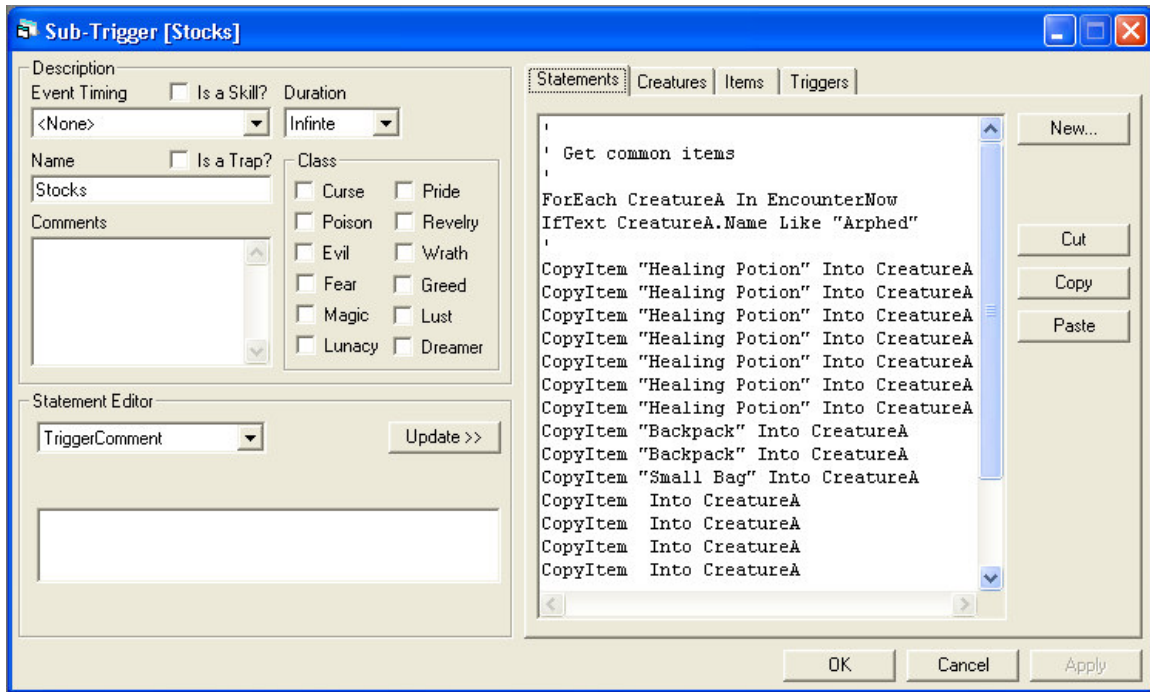 Sub-Trigger [Stocks]
Description
Event Timing
Is a Skill?
Duration
<None>
Infinte
Name
Is a Trap?
Stocks
Comments
Class
Curse
Pride
Poison
Revelry
Evil
Wrath
Fear
Greed
Magic
Lust
Lunacy
Dreamer
Statement Editor
TriggerComment
Update >>
Statements
Creatures
Items
Triggers
'
' Get common items
'
ForEach CreatureA In EncounterNow
IfText CreatureA.Name Like "Arphed"
'
CopyItem "Healing Potion" Into CreatureA
CopyItem "Healing Potion" Into CreatureA
CopyItem "Healing Potion" Into CreatureA
CopyItem "Healing Potion" Into CreatureA
CopyItem "Healing Potion" Into CreatureA
CopyItem "Healing Potion" Into CreatureA
CopyItem "Healing Potion" Into CreatureA
CopyItem "Backpack" Into CreatureA
CopyItem "Backpack" Into CreatureA
CopyItem "Small Bag" Into CreatureA
CopyItem  Into CreatureA
CopyItem  Into CreatureA
CopyItem  Into CreatureA
CopyItem  Into CreatureA
New...
Cut
Copy
Paste
OK
Cancel
Apply